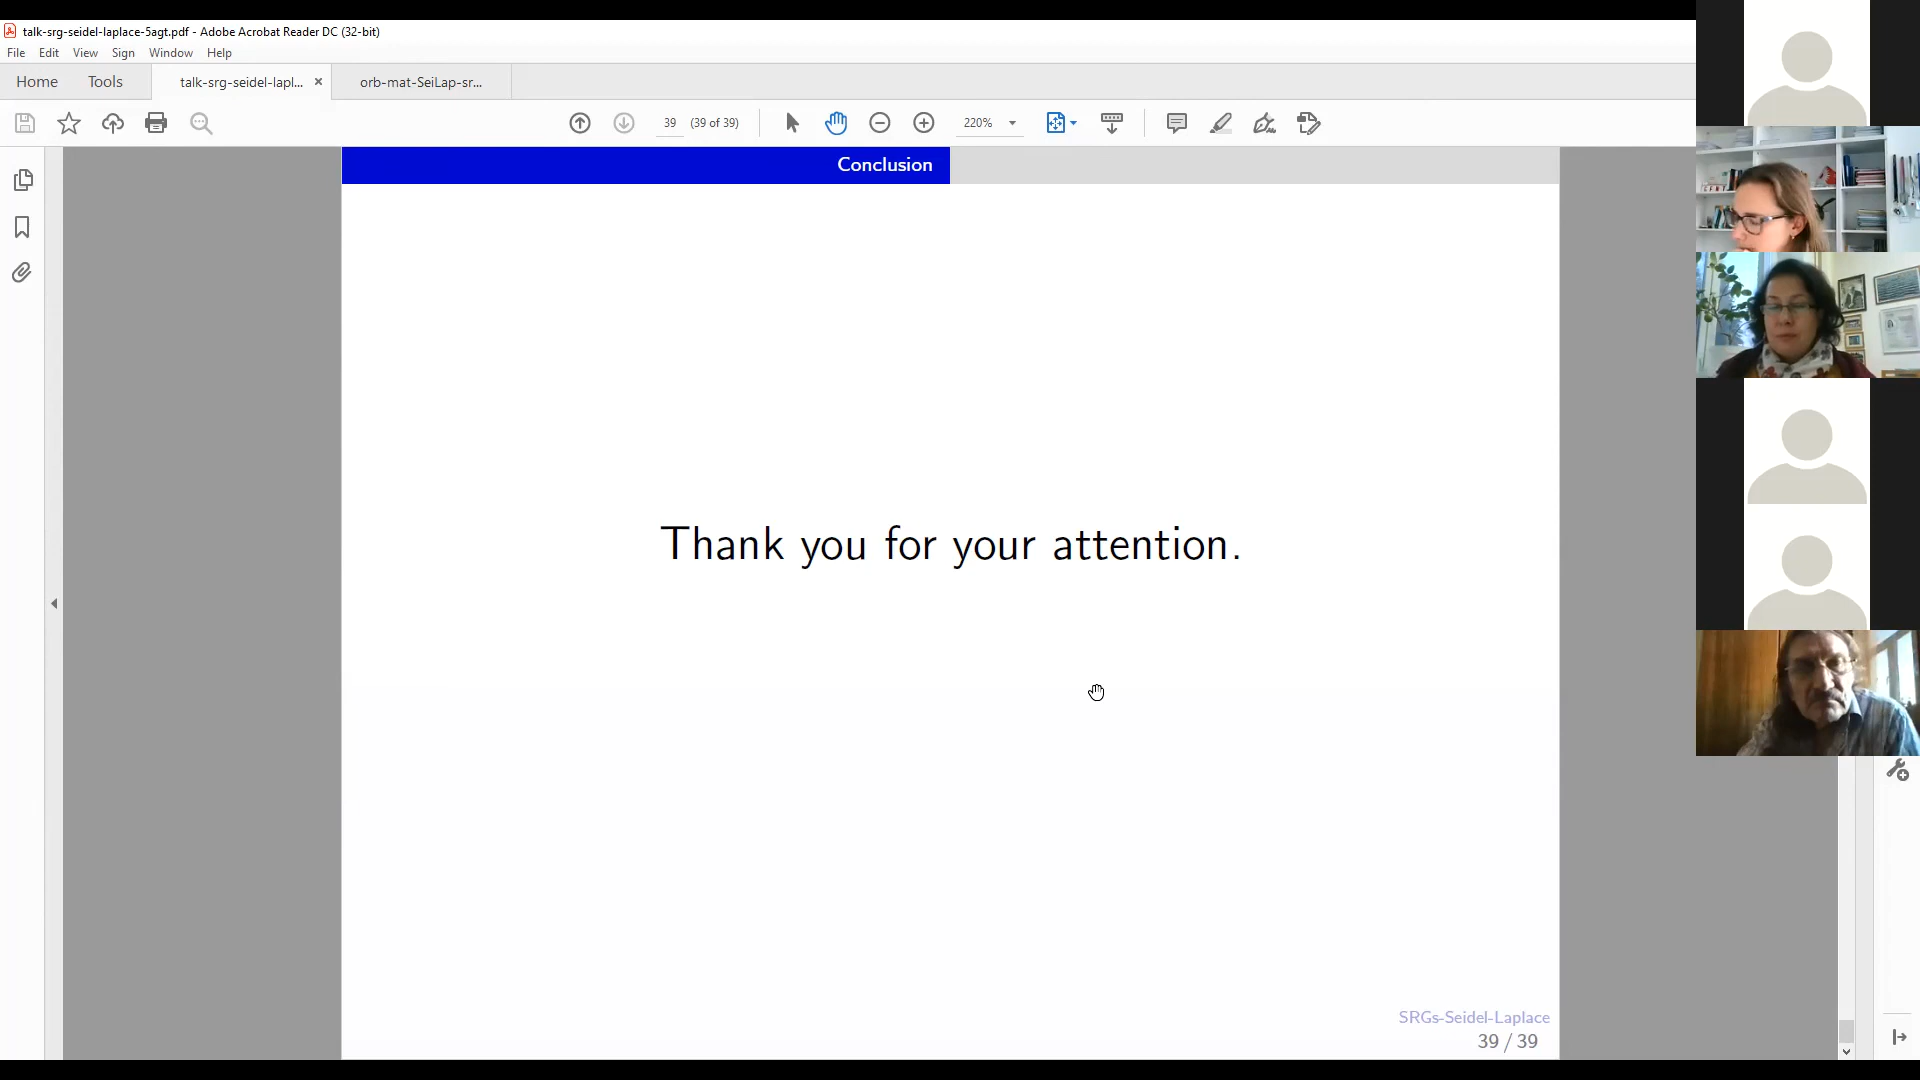 talk-srg-seidel-laplace-5agt.pdf - Adobe Acrobat Reader DC (32-bit)
File Edit View Sign Window Help
Home Tools talk-srg-seidel-lapl... × orb-mat-SeiLap-sr...
39 (39 of 39) 220%
Conclusion
Thank you for your attention.
SRGs-Seidel-Laplace
39 / 39